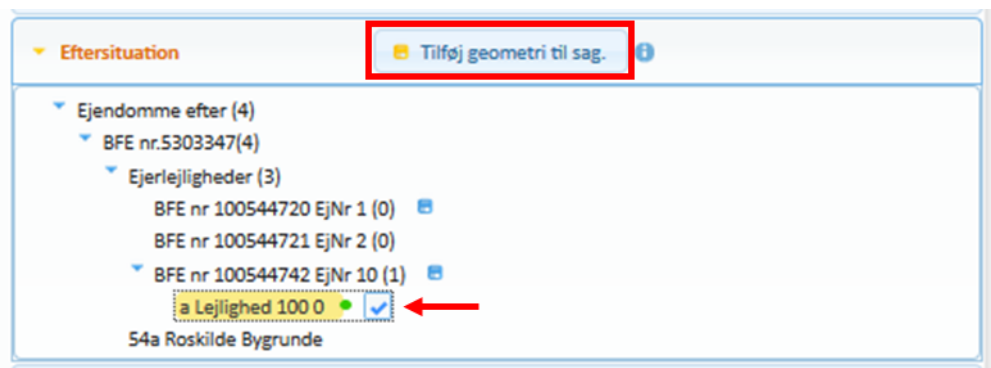 Eftersituation Tilføj geometri til sag.
Ejendomme efter (4)
BFE nr.5303347(4)
Ejerlejligheder (3)
BFE nr 100544720 EjNr 1 (0)
BFE nr 100544721 EjNr 2 (0)
BFE nr 100544742 EjNr 10 (1)
a Lejlighed 100 0
54a Roskilde Bygrunde